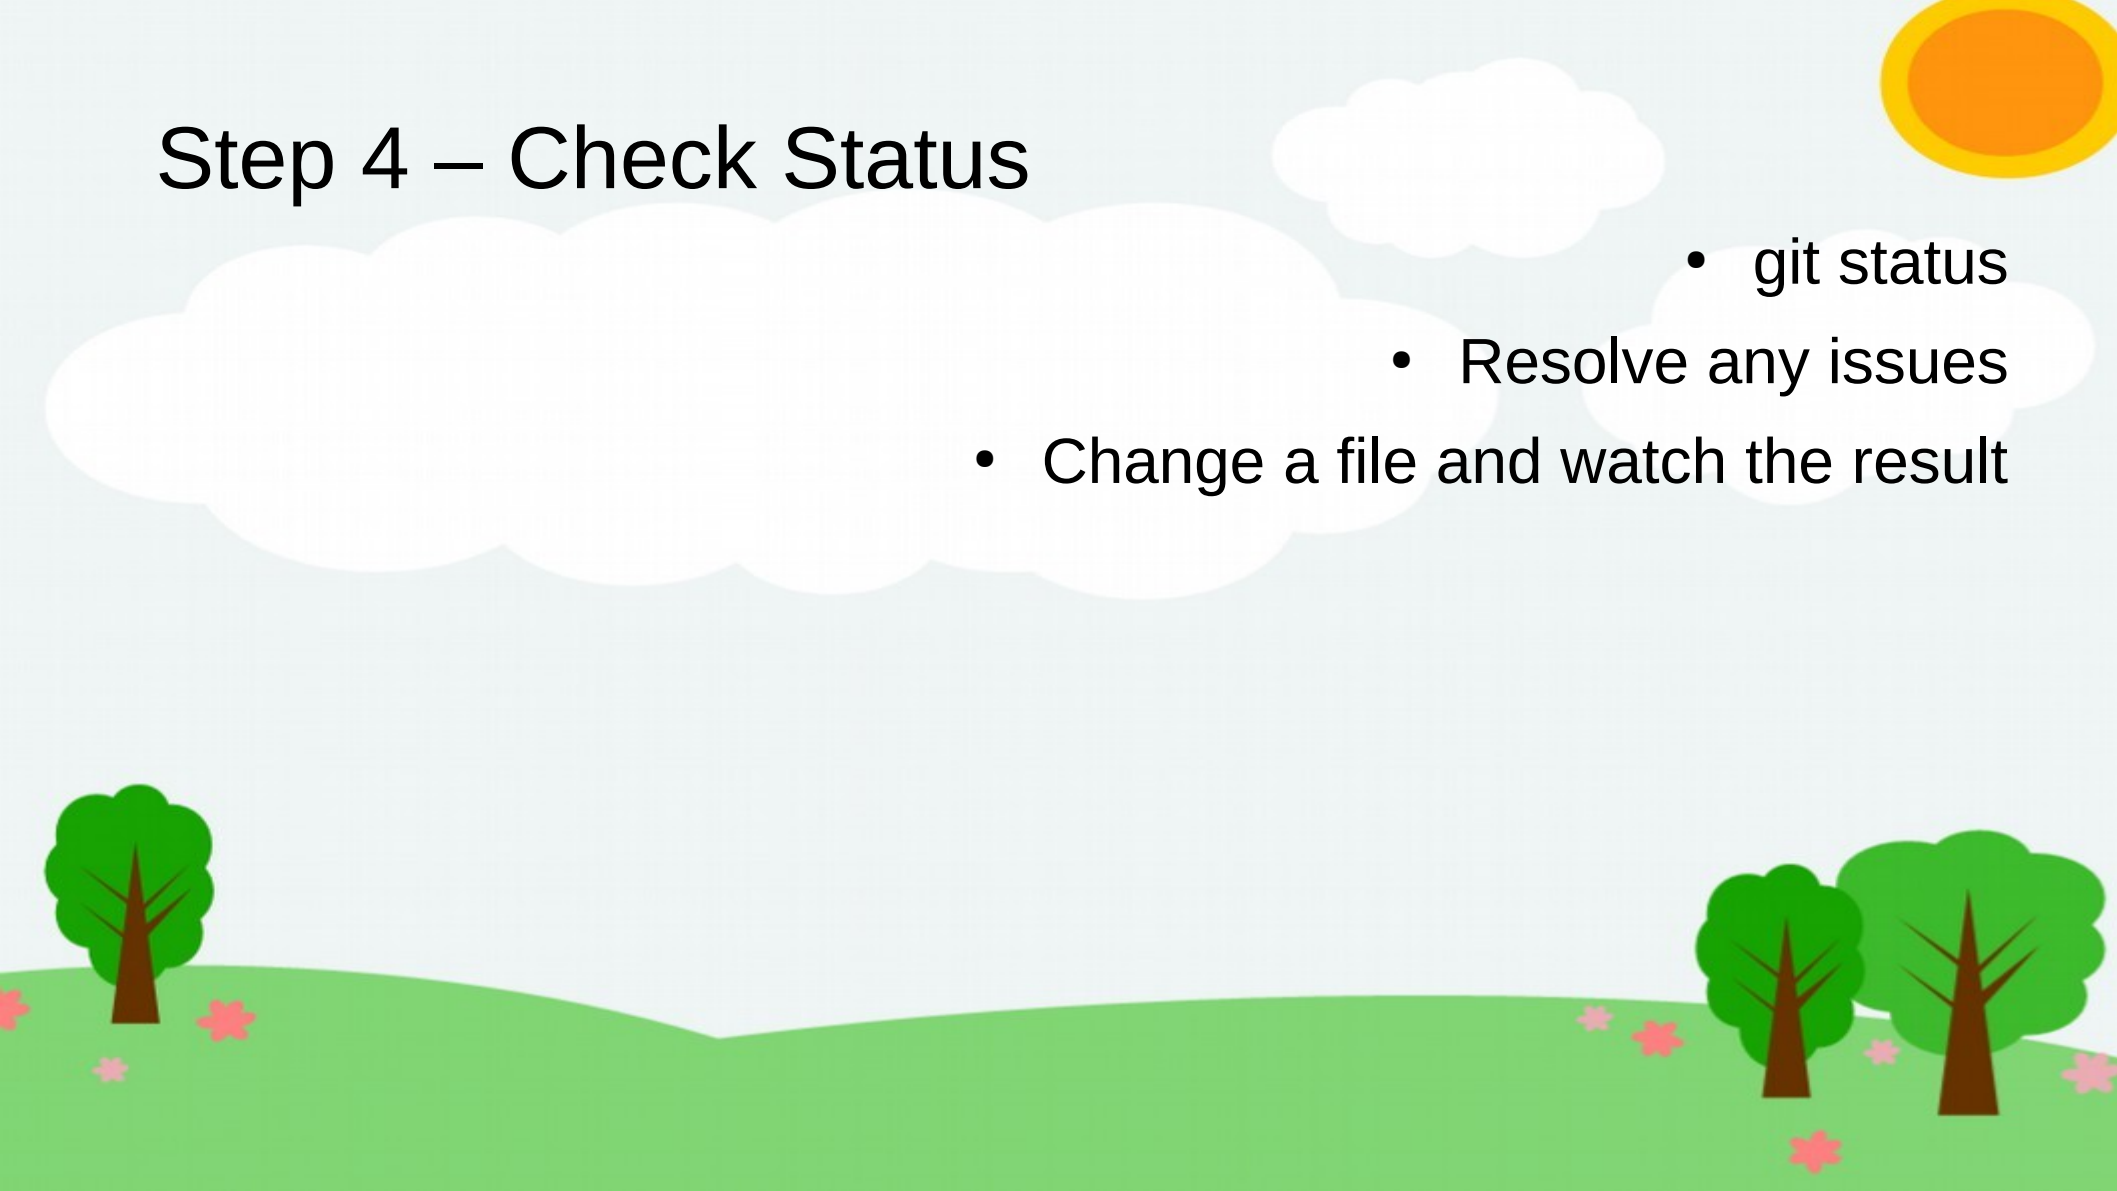 Step 4 – Check Status
• git status
• Resolve any issues
• Change a file and watch the result